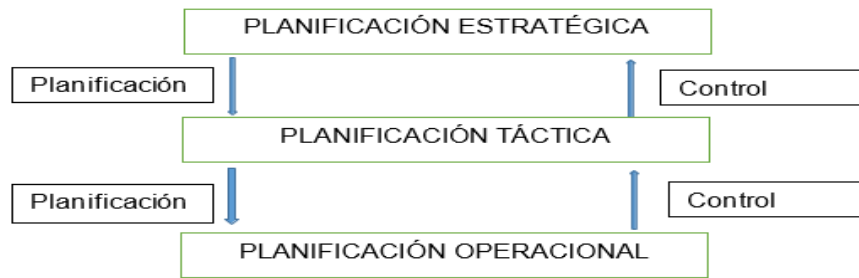 PLANIFICACIÓN ESTRATÉGICA
Planificación
Control
PLANIFICACIÓN TÁCTICA
Planificación
Control
PLANIFICACIÓN OPERACIONAL